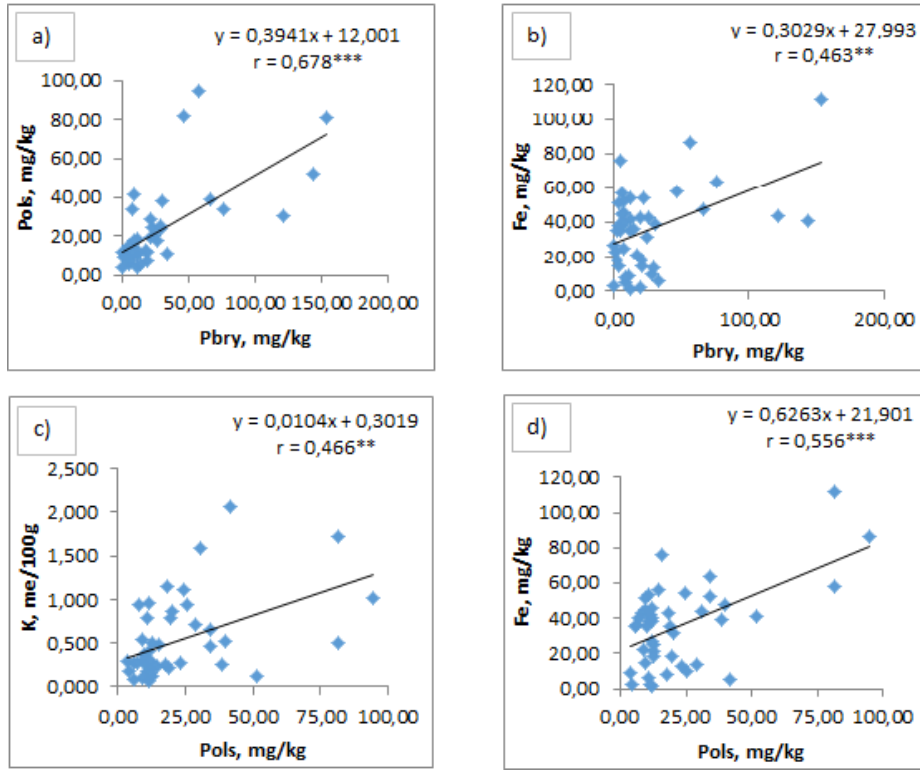 a)
y = 0,3941x + 12,001
r = 0,678***
100,00
80,00
60,00
40,00
20,00
0,00
Pols, mg/kg
0,00 50,00 100,00 150,00 200,00
Pbry, mg/kg
b)
y = 0,3029x + 27,993
r = 0,463**
120,00
100,00
80,00
60,00
40,00
20,00
0,00
Fe, mg/kg
0,00 100,00 200,00
Pbry, mg/kg
c)
y = 0,0104x + 0,3019
r = 0,466**
2,500
2,000
1,500
1,000
0,500
0,000
K, me/100g
0,00 25,00 50,00 75,00 100,00
Pols, mg/kg
d)
y = 0,6263x + 21,901
r = 0,556***
120,00
100,00
80,00
60,00
40,00
20,00
0,00
Fe, mg/kg
0,00 25,00 50,00 75,00 100,00
Pols, mg/kg